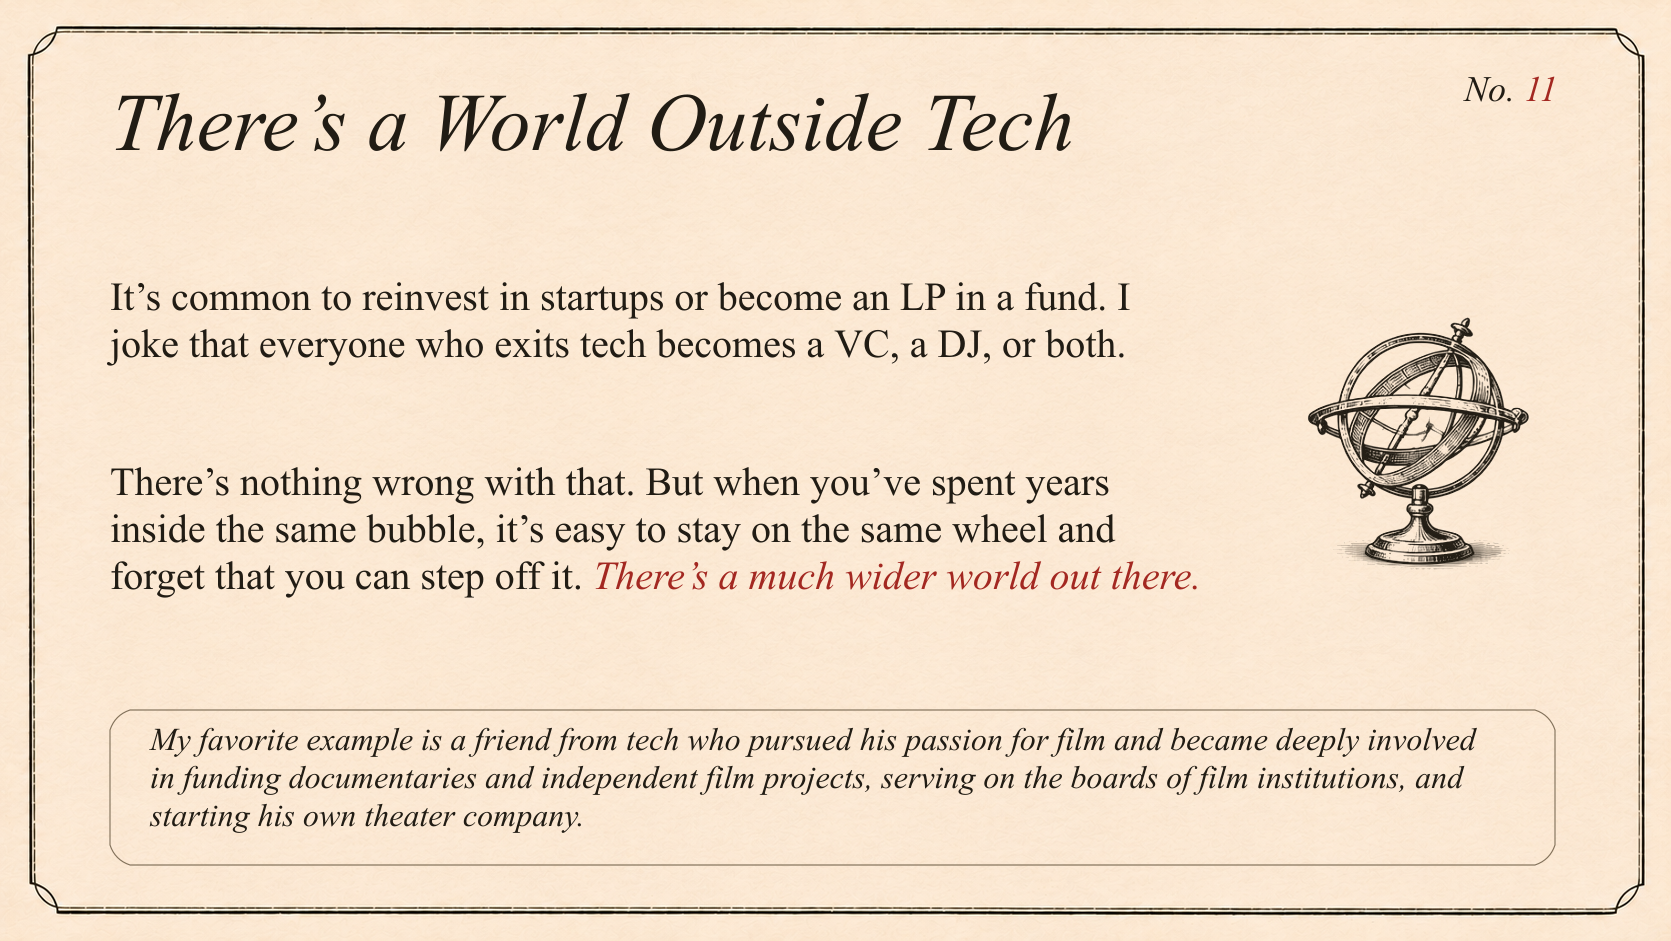 There’s a World Outside Tech
No. 11
It’s common to reinvest in startups or become an LP in a fund. I
joke that everyone who exits tech becomes a VC, a DJ, or both.
There’s nothing wrong with that. But when you’ve spent years
inside the same bubble, it’s easy to stay on the same wheel and
forget that you can step off it. There’s a much wider world out there.
My favorite example is a friend from tech who pursued his passion for film and became deeply involved
in funding documentaries and independent film projects, serving on the boards of film institutions, and
starting his own theater company.